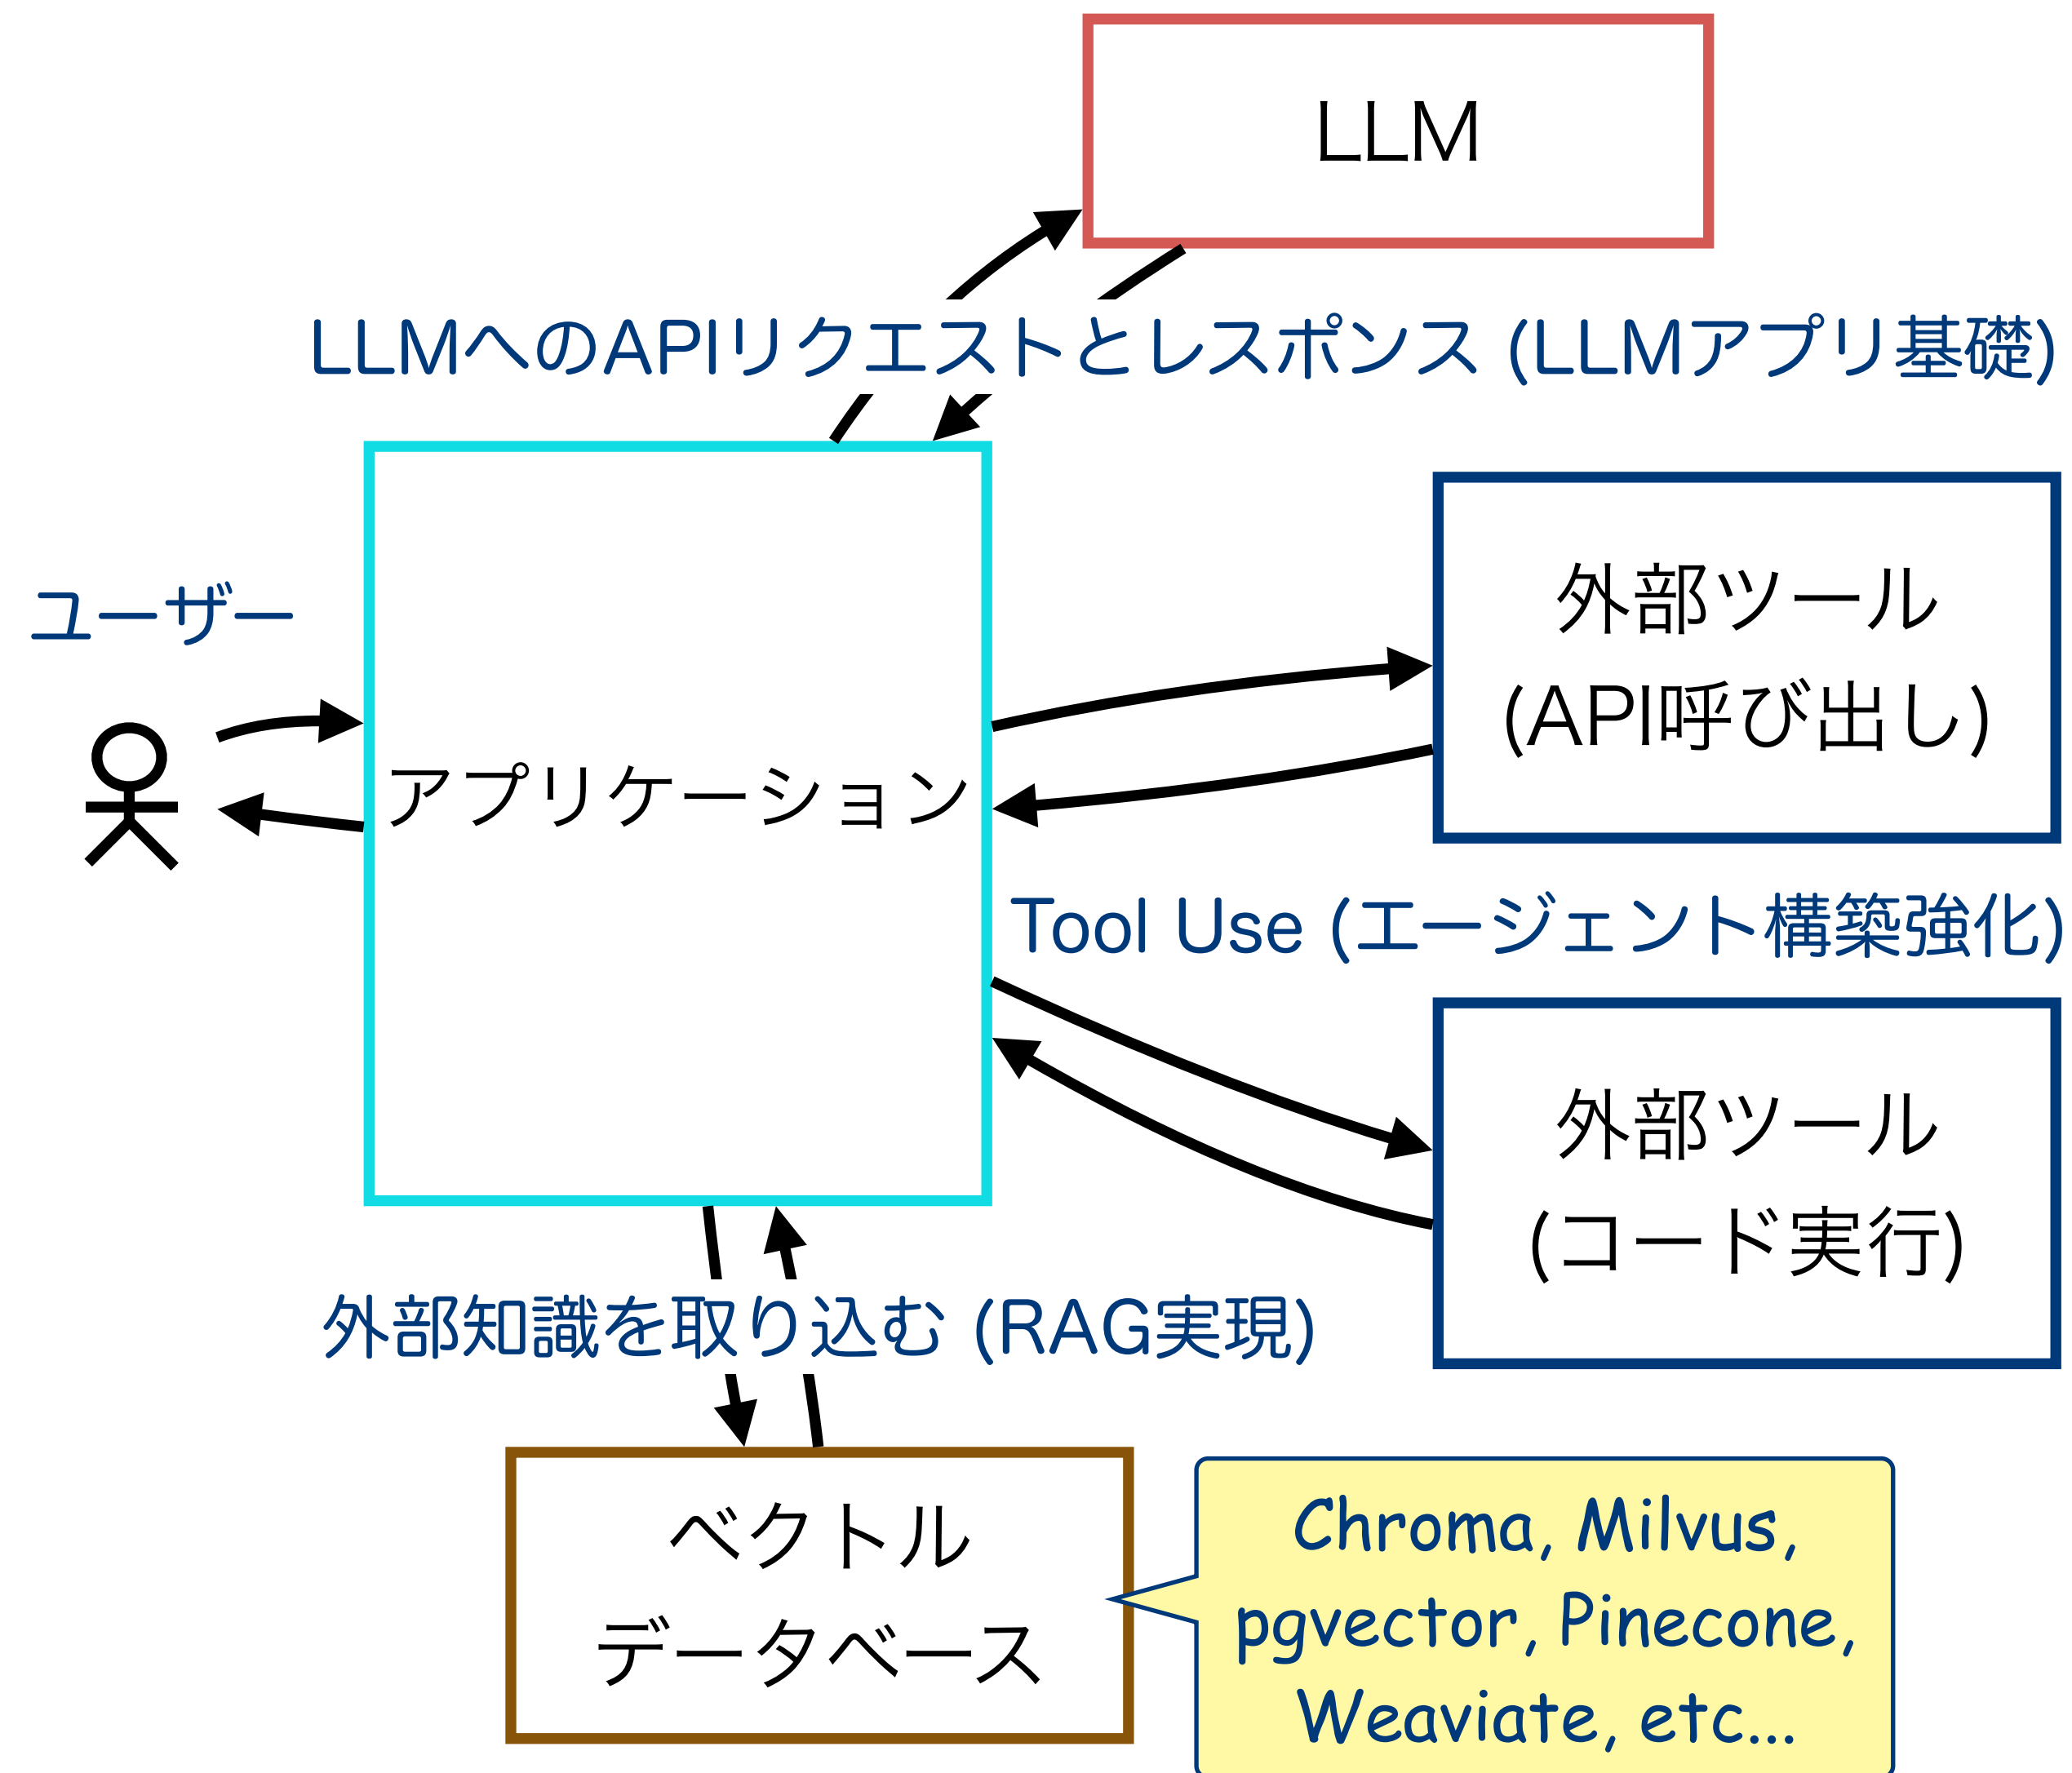 LLM
LLMへのAPIリクエストとレスポンス (LLMアプリ基礎)
ユーザー
アプリケーション
外部ツール
(API呼び出し)
Tool Use (エージェント構築強化)
外部ツール
(コード実行)
外部知識を取り込む (RAG実現)
ベクトル
データベース
Chroma, Milvus,
pgvector, Pinecone,
Weaviate, etc...